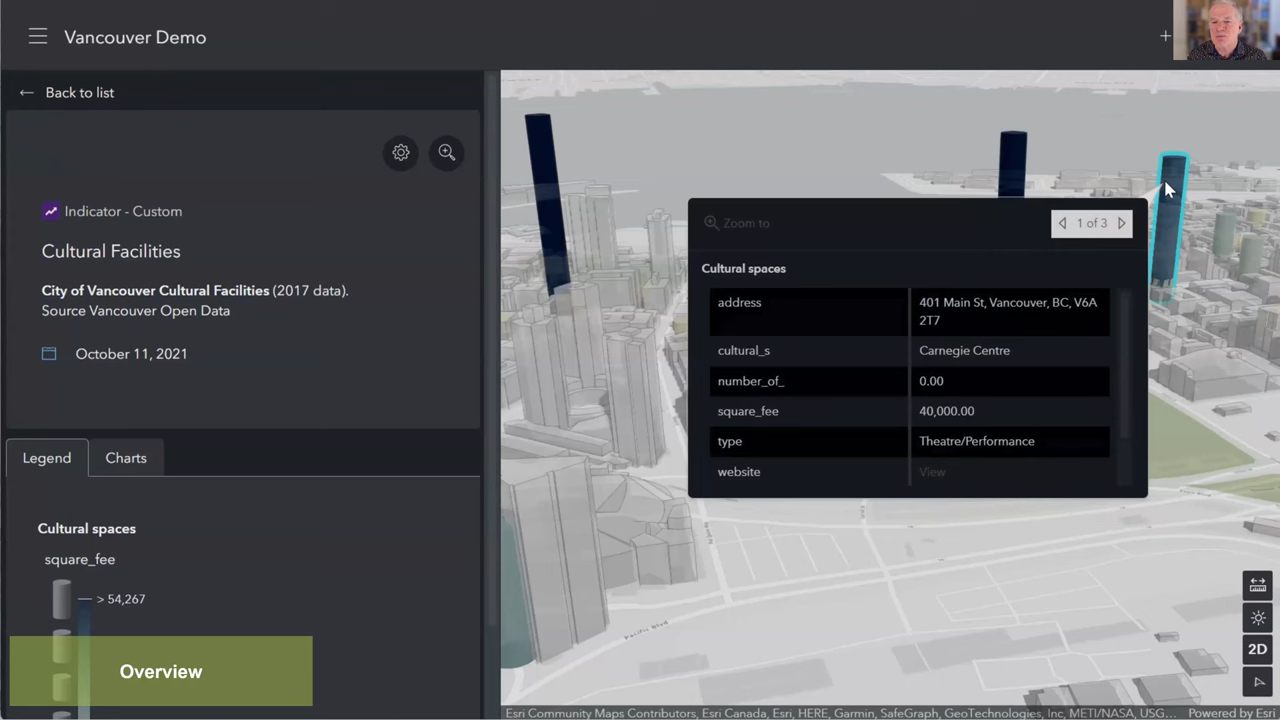 Vancouver Demo
Back to list
Indicator - Custom
Cultural Facilities
City of Vancouver Cultural Facilities (2017 data).
Source Vancouver Open Data
October 11, 2021
Legend
Charts
Cultural spaces
square_fee
> 54,267
Overview
Zoom to
1 of 3
Cultural spaces
address
401 Main St, Vancouver, BC, V6A
2T7
cultural_s
Carnegie Centre
number_of_
0.00
square_fee
40,000.00
type
Theatre/Performance
website
View
Pacific Blvd
2D
Esri Community Maps Contributors, Esri Canada, Esri, HERE, Garmin, SafeGraph, GeoTechnologies, Inc, METI/NASA, USG...
Powered by Esri